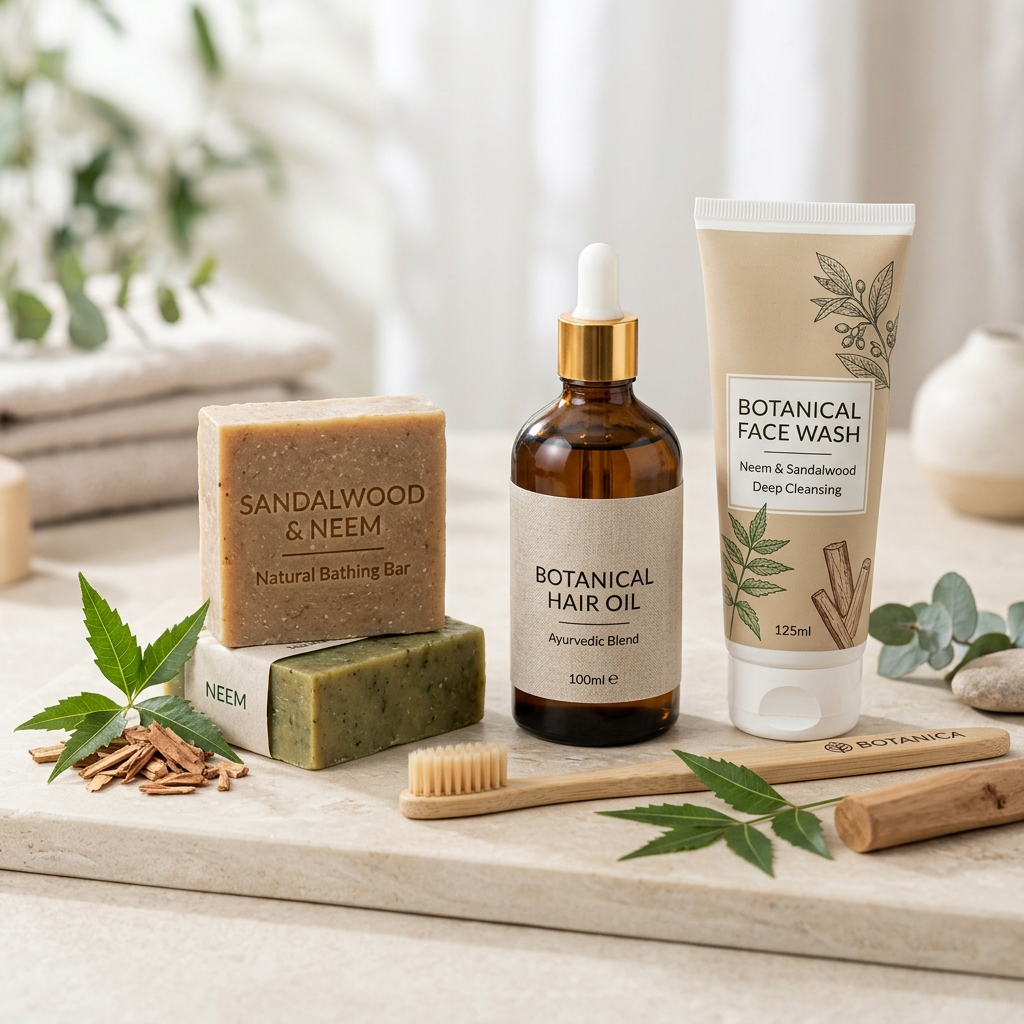 SANDALWOOD
& NEEM
Natural Bathing Bar
NEEM
BOTANICAL
HAIR OIL
Ayurvedic Blend
100ml ℮
BOTANICAL
FACE WASH
Neem & Sandalwood
Deep Cleansing
125ml
BOTANICA